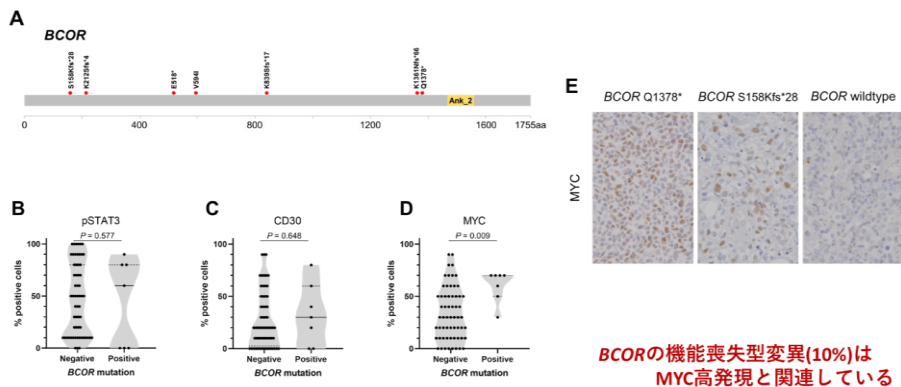 A
BCOR
S158Kfs*28
K212Sfs*4
E518*
V594I
K839Sfs*17
K1361Nfs*66
Q1378*
Ank_2
0
400
800
1200
1600
1755aa
B
pSTAT3
P = 0.577
% positive cells
100
50
0
Negative Positive
BCOR mutation
C
CD30
P = 0.648
% positive cells
100
50
0
Negative Positive
BCOR mutation
D
MYC
P = 0.009
% positive cells
100
50
0
Negative Positive
BCOR mutation
E
BCOR Q1378* BCOR S158Kfs*28 BCOR wildtype
MYC
BCORの機能喪失型変異(10%)は
MYC高発現と関連している